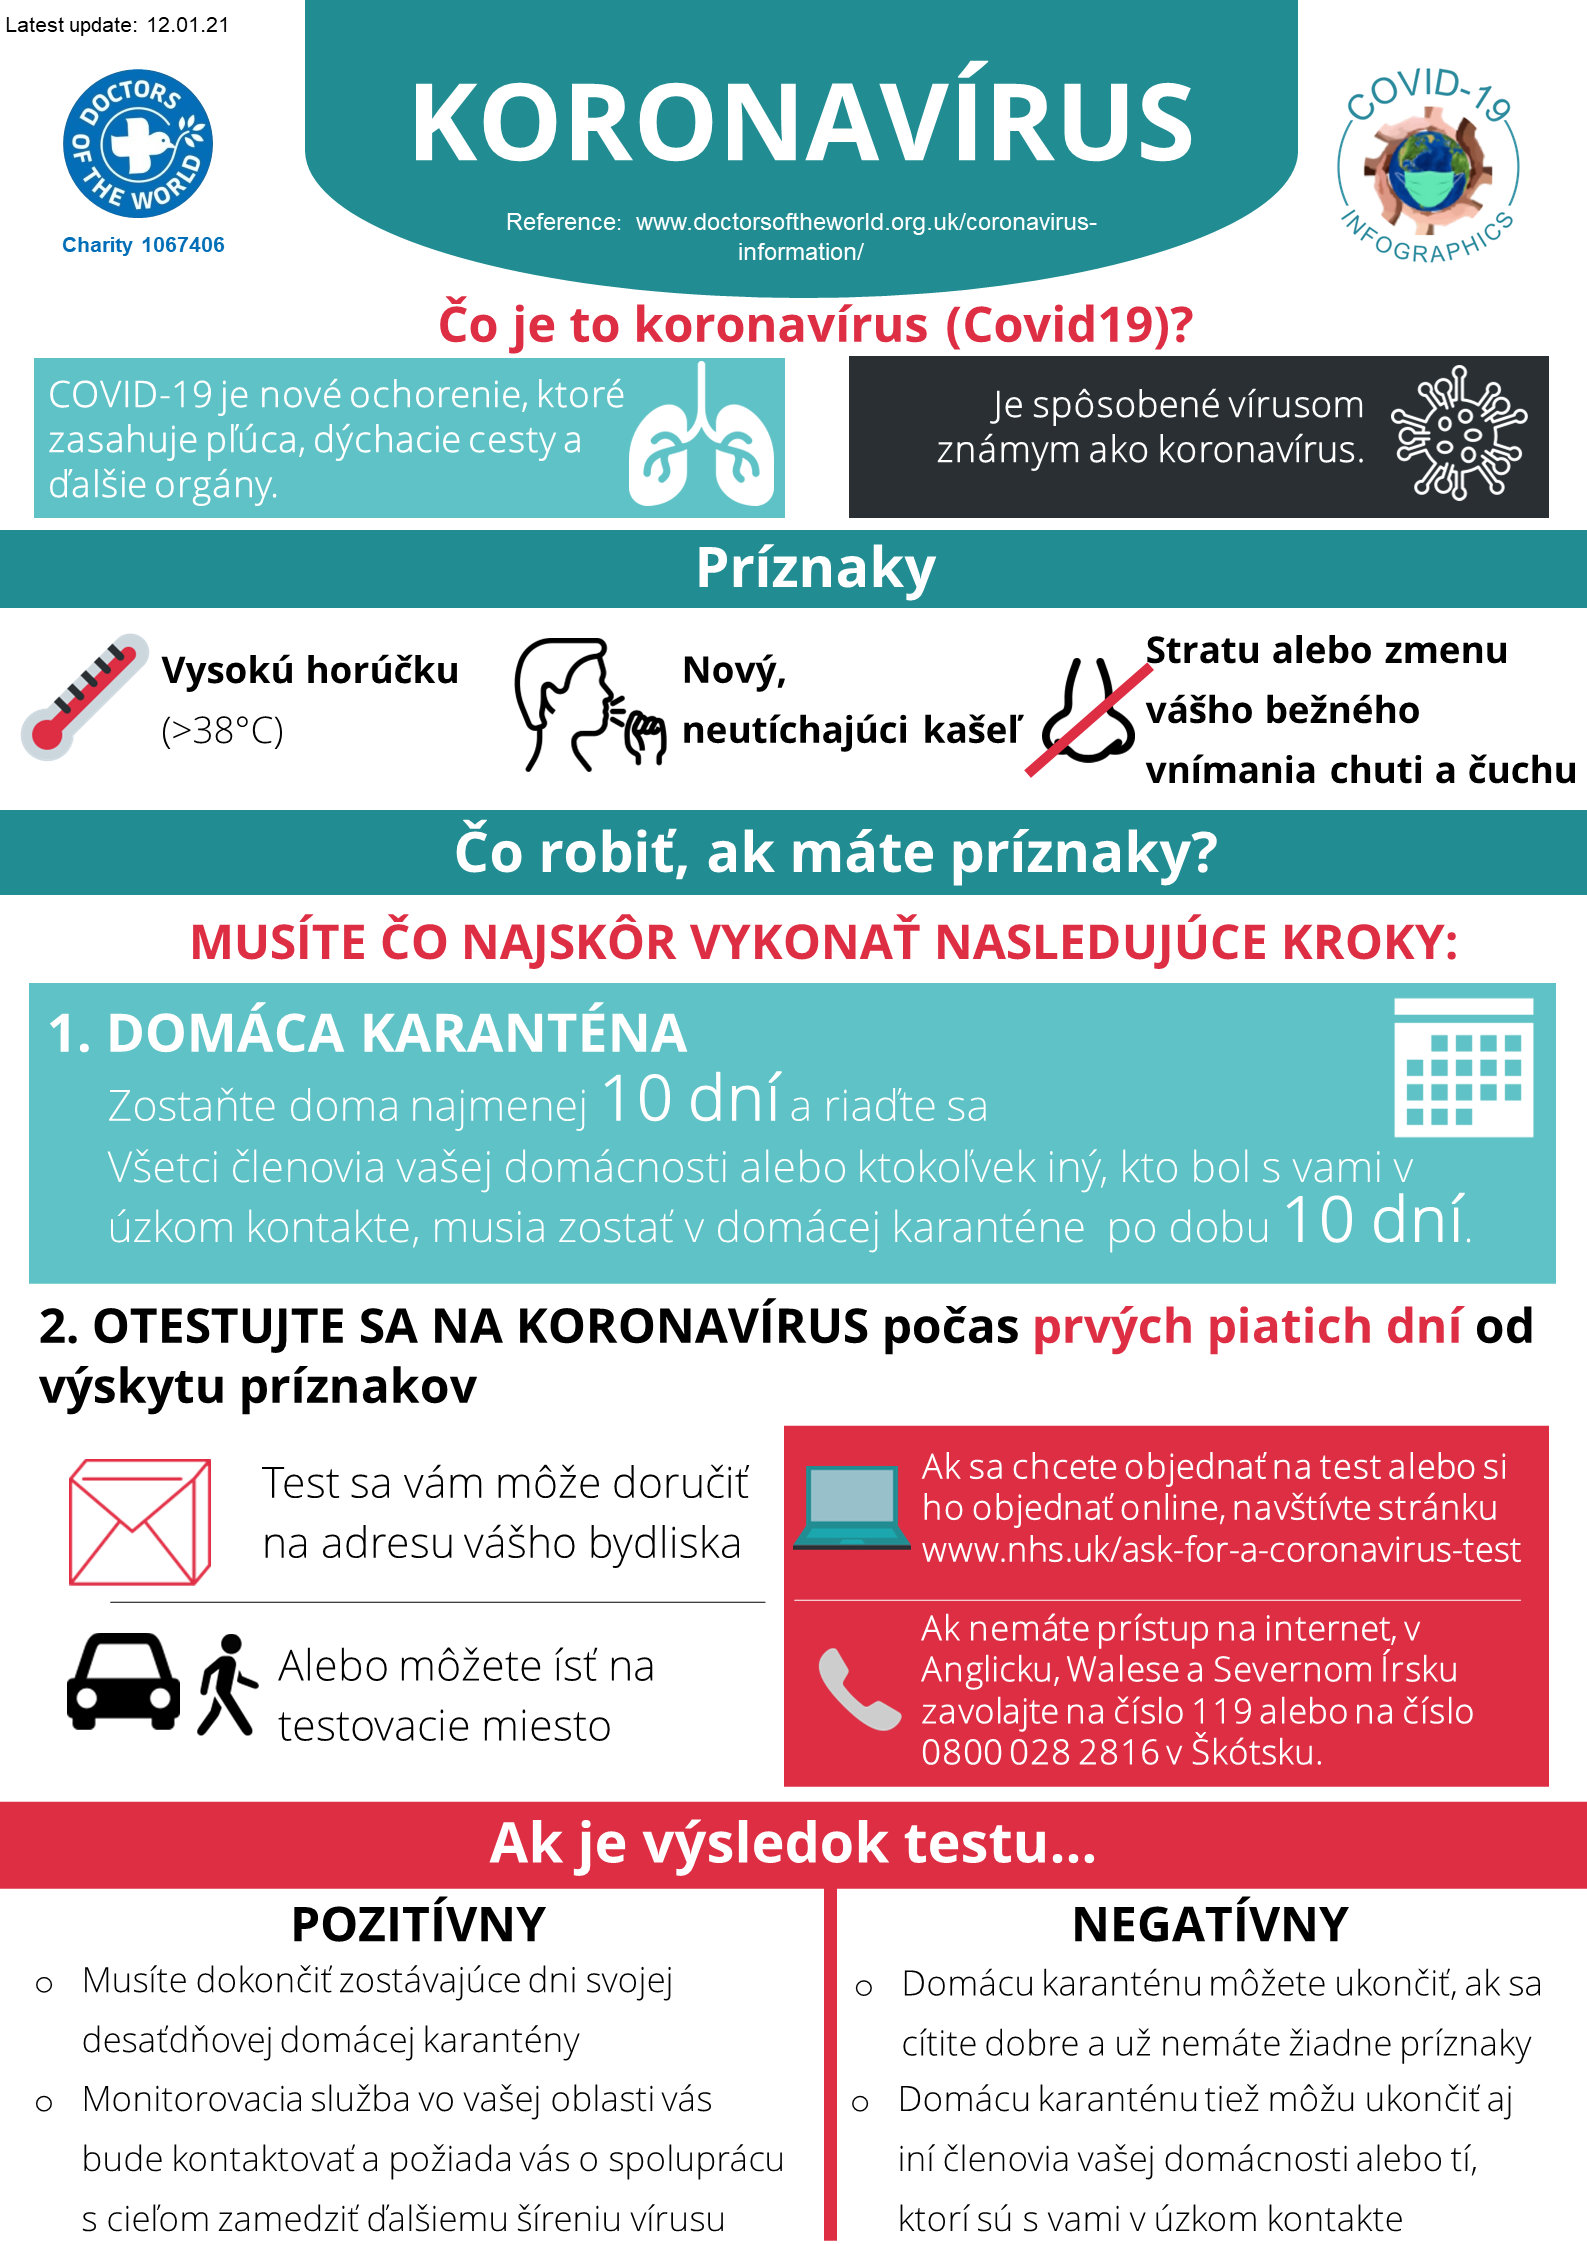 Latest update: 12.01.21
DOCTORS
OF THE WORLD
Charity 1067406
KORONAVÍRUS
Reference: www.doctorsoftheworld.org.uk/coronavirus-
information/
COVID-19
INFOGRAPHICS
Čo je to koronavírus (Covid19)?
COVID-19 je nové ochorenie, ktoré
zasahuje pľúca, dýchacie cesty a
ďalšie orgány.
Je spôsobené vírusom
známym ako koronavírus.
Príznaky
Vysokú horúčku
(>38°C)
Nový,
neutíchajúci kašeľ
Stratu alebo zmenu
vášho bežného
vnímania chuti a čuchu
Čo robiť, ak máte príznaky?
MUSÍTE ČO NAJSKÔR VYKONAŤ NASLEDUJÚCE KROKY:
1. DOMÁCA KARANTÉNA
Zostaňte doma najmenej 10 dní a riaďte sa
Všetci členovia vašej domácnosti alebo ktokoľvek iný, kto bol s vami v
úzkom kontakte, musia zostať v domácej karanténe po dobu 10 dní.
2. OTESTUJTE SA NA KORONAVÍRUS počas prvých piatich dní od
výskytu príznakov
Test sa vám môže doručiť
na adresu vášho bydliska
Alebo môžete ísť na
testovacie miesto
Ak sa chcete objednať na test alebo si
ho objednať online, navštívte stránku
www.nhs.uk/ask-for-a-coronavirus-test
Ak nemáte prístup na internet, v
Anglicku, Walese a Severnom Írsku
zavolajte na číslo 119 alebo na číslo
0800 028 2816 v Škótsku.
Ak je výsledok testu...
POZITÍVNY
o Musíte dokončiť zostávajúce dni svojej
desaťdňovej domácej karantény
o Monitorovacia služba vo vašej oblasti vás
bude kontaktovať a požiada vás o spoluprácu
s cieľom zamedziť ďalšiemu šíreniu vírusu
NEGATÍVNY
o Domácu karanténu môžete ukončiť, ak sa
cítite dobre a už nemáte žiadne príznaky
o Domácu karanténu tiež môžu ukončiť aj
iní členovia vašej domácnosti alebo tí,
ktorí sú s vami v úzkom kontakte